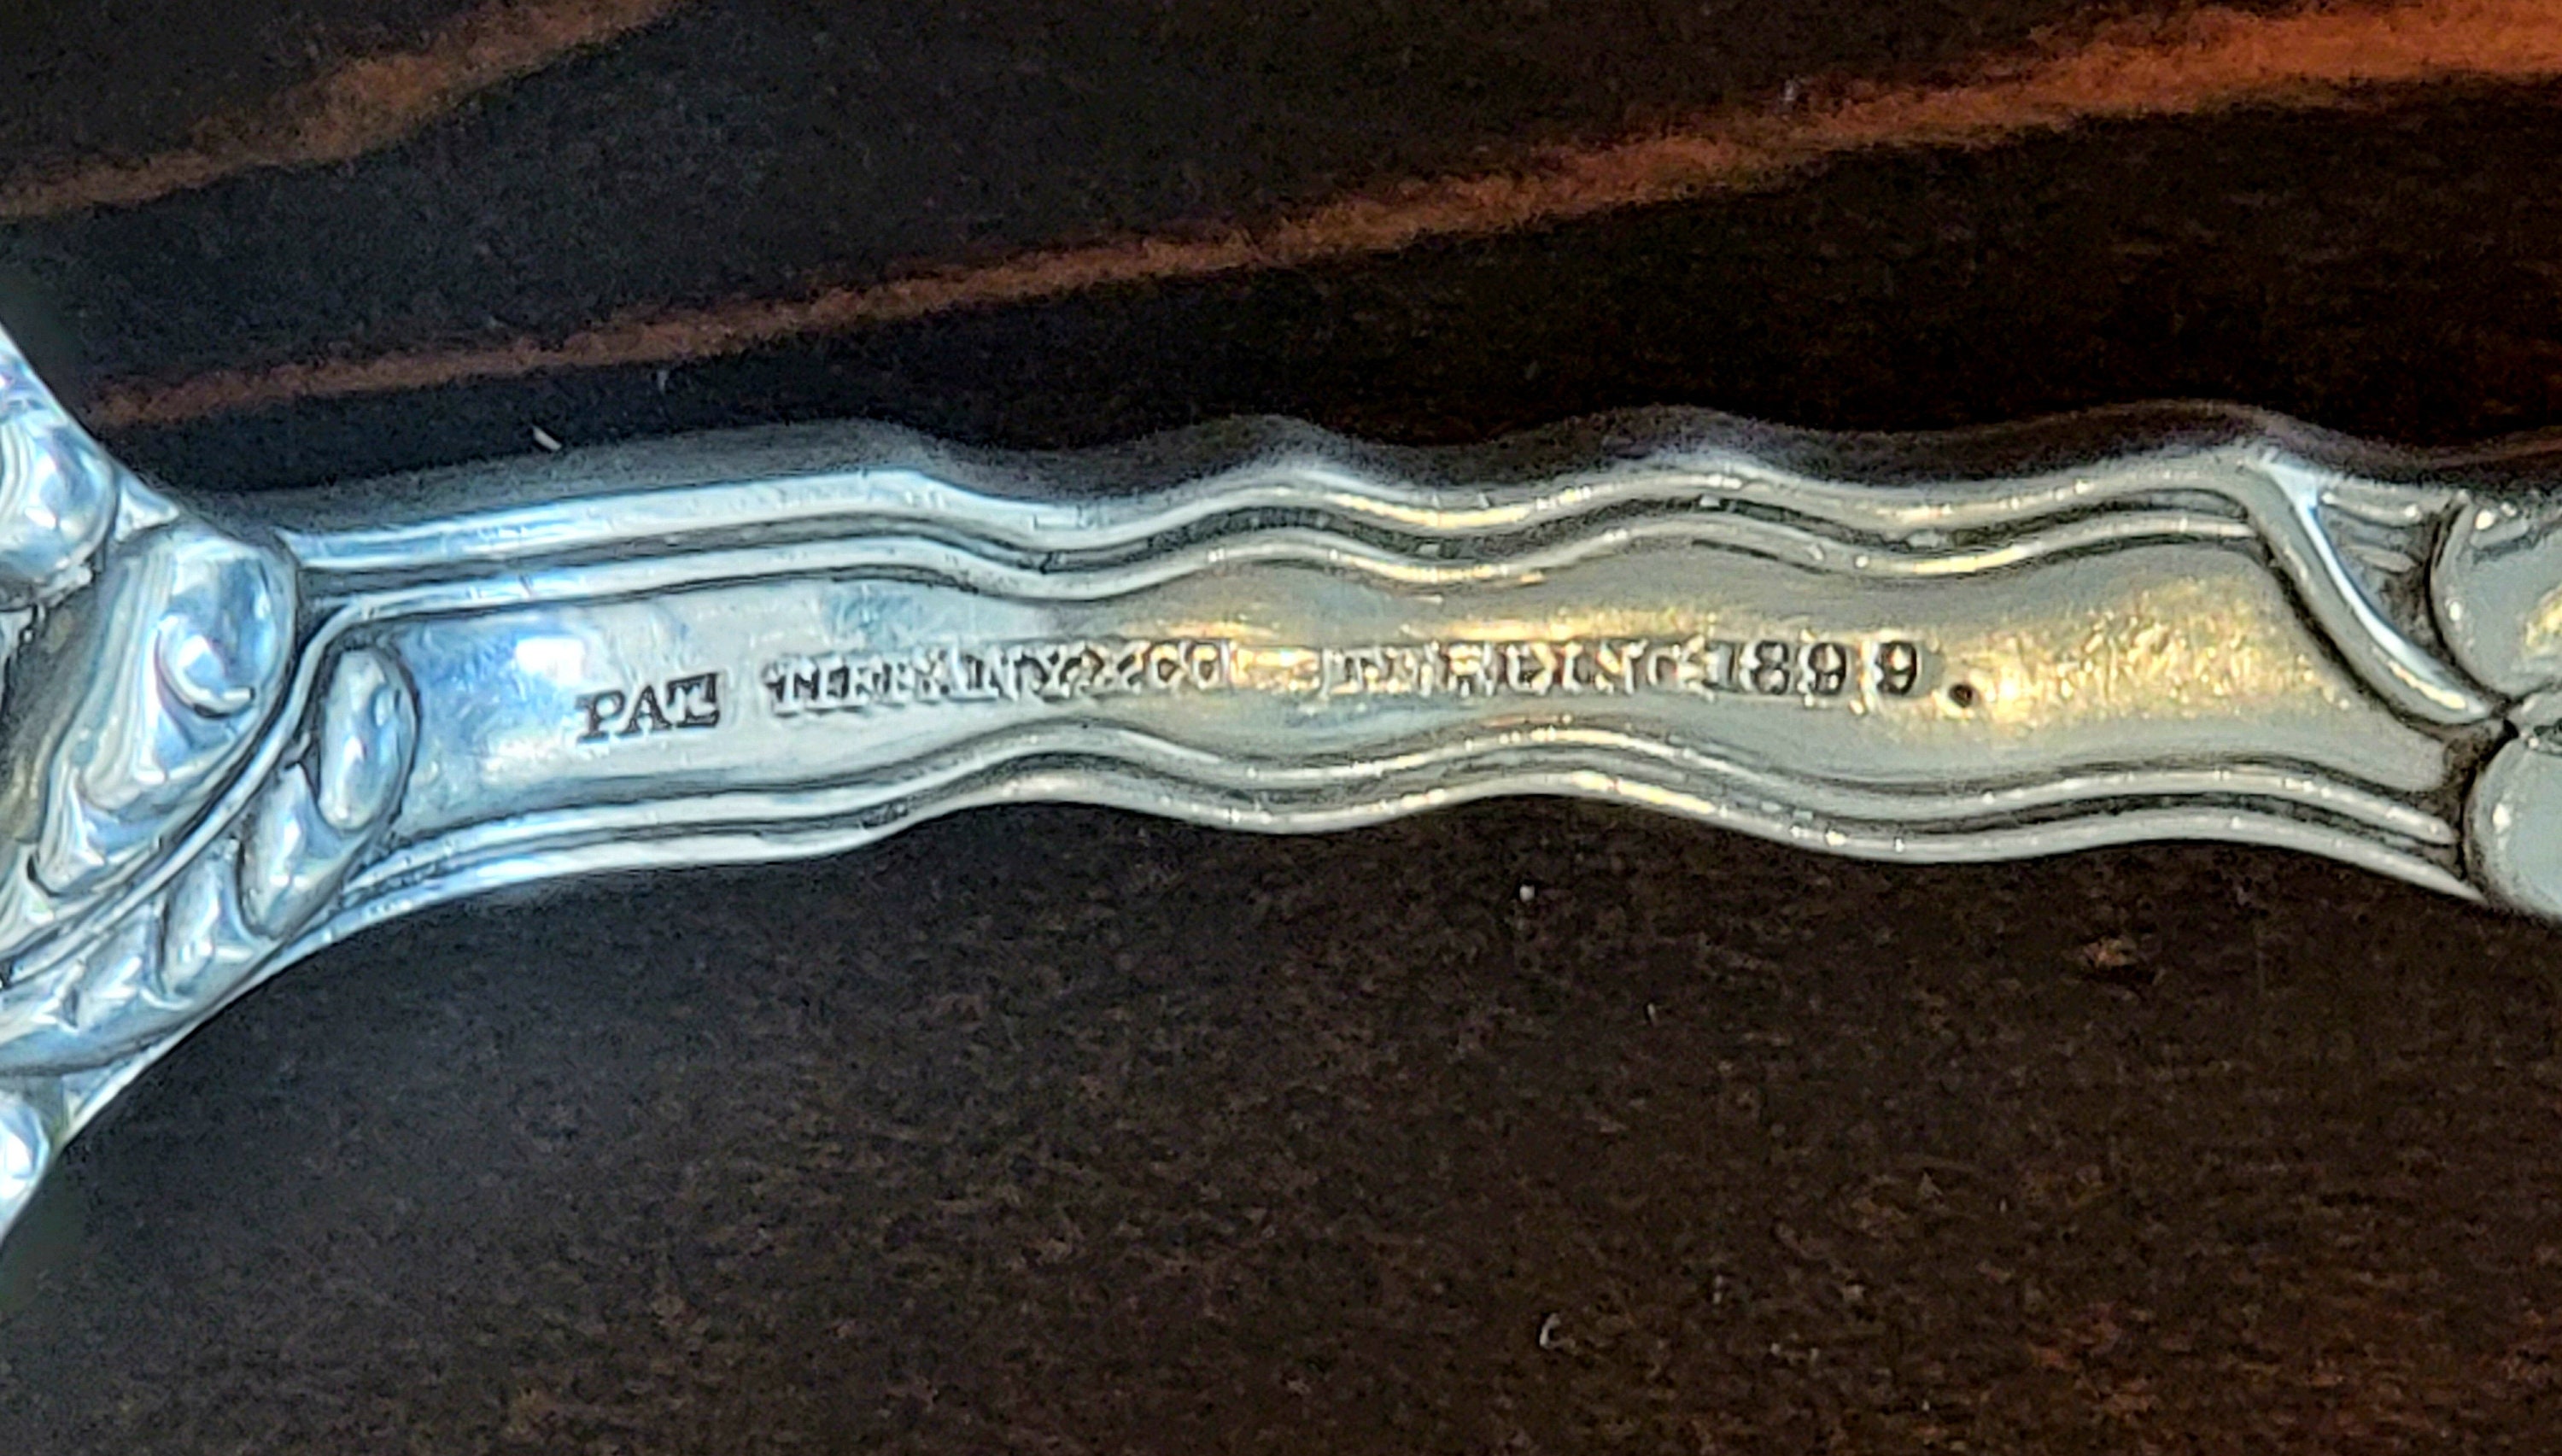 PAT. TIFFANY & CO STERLING 1899.